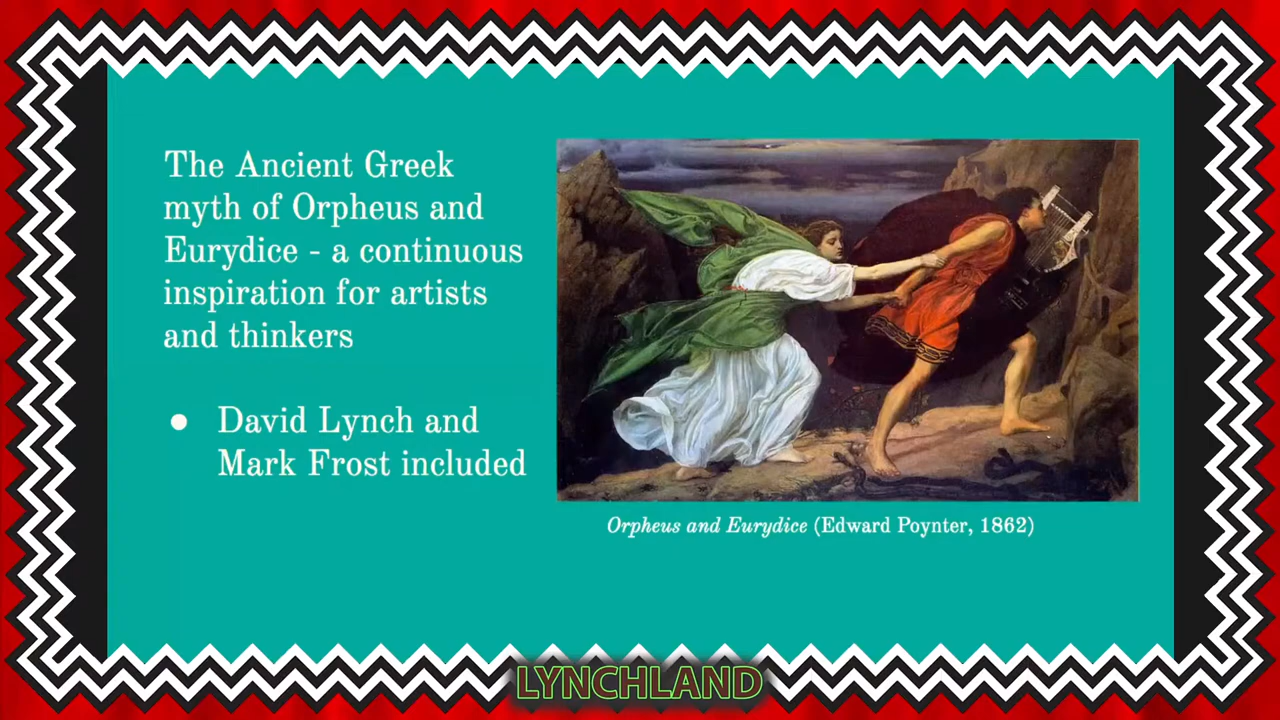 The Ancient Greek
myth of Orpheus and
Eurydice - a continuous
inspiration for artists
and thinkers
● David Lynch and
Mark Frost included
Orpheus and Eurydice (Edward Poynter, 1862)
LYNCHLAND